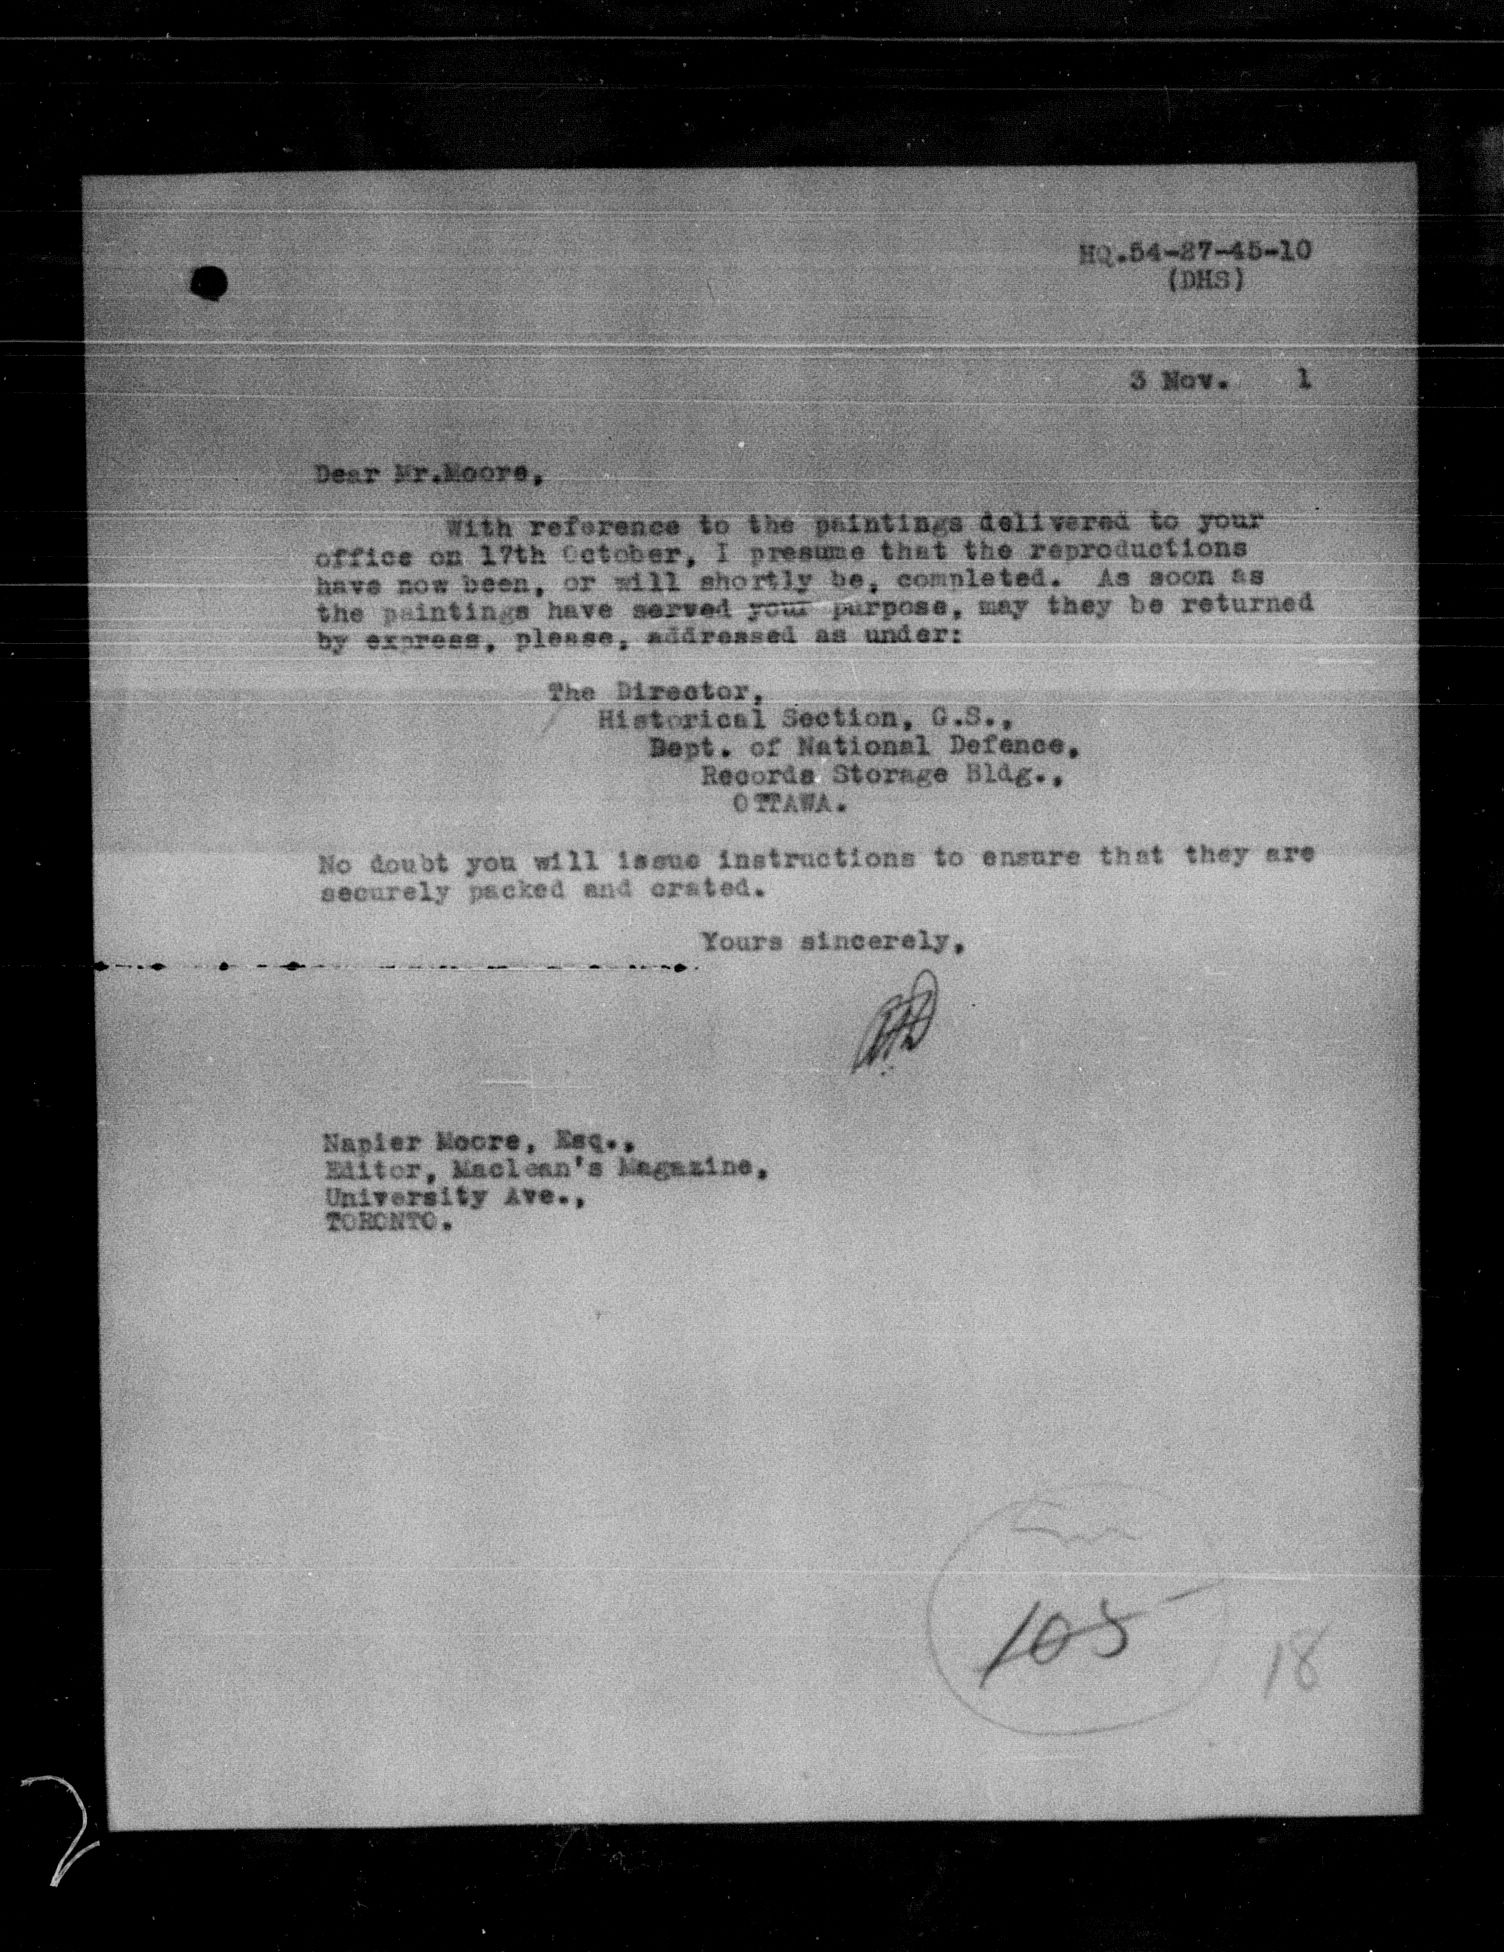 HQ.54-27-45-10
(DHS)
3 Nov. 1
Dear Mr.Moore,
With reference to the paintings delivered to your
office on 17th October, I presume that the reproductions
have now been, or will shortly be, completed. As soon as
the paintings have served your purpose, may they be returned
by express, please, addressed as under:
The Director,
Historical Section, G.S.,
Dept. of National Defence,
Records Storage Bldg.,
OTTAWA.
No doubt you will issue instructions to ensure that they are
securely packed and crated.
Yours sincerely,
Napier Moore, Esq.,
Editor, Maclean's Magazine,
University Ave.,
TORONTO.
105
18
2